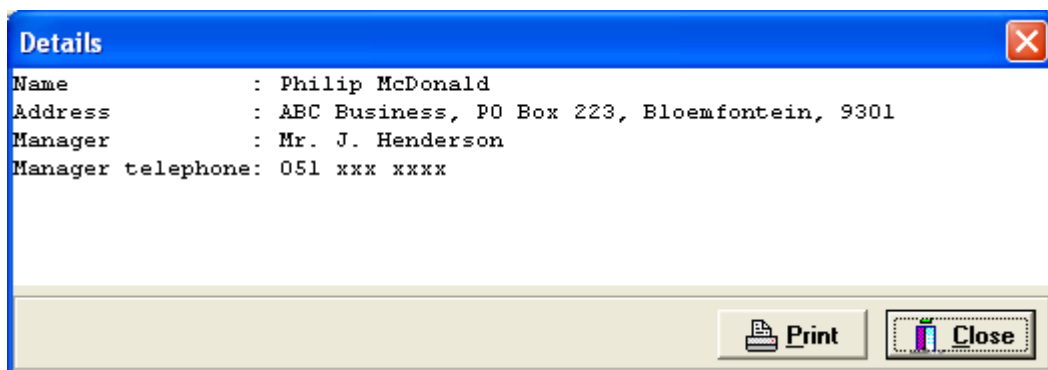 Details
Name : Philip McDonald
Address : ABC Business, PO Box 223, Bloemfontein, 9301
Manager : Mr. J. Henderson
Manager telephone: 051 xxx xxxx
Print Close